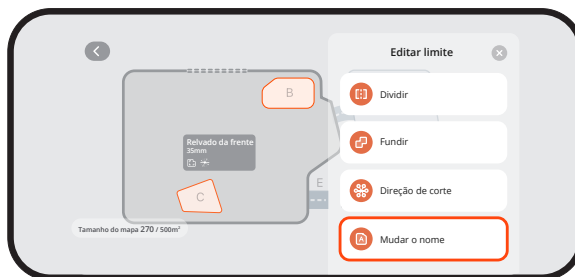 Editar limite
B
Dividir
Relvado da frente
35mm
Fundir
E
Direção de corte
C
Tamanho do mapa 270 / 500m²
Mudar o nome
A